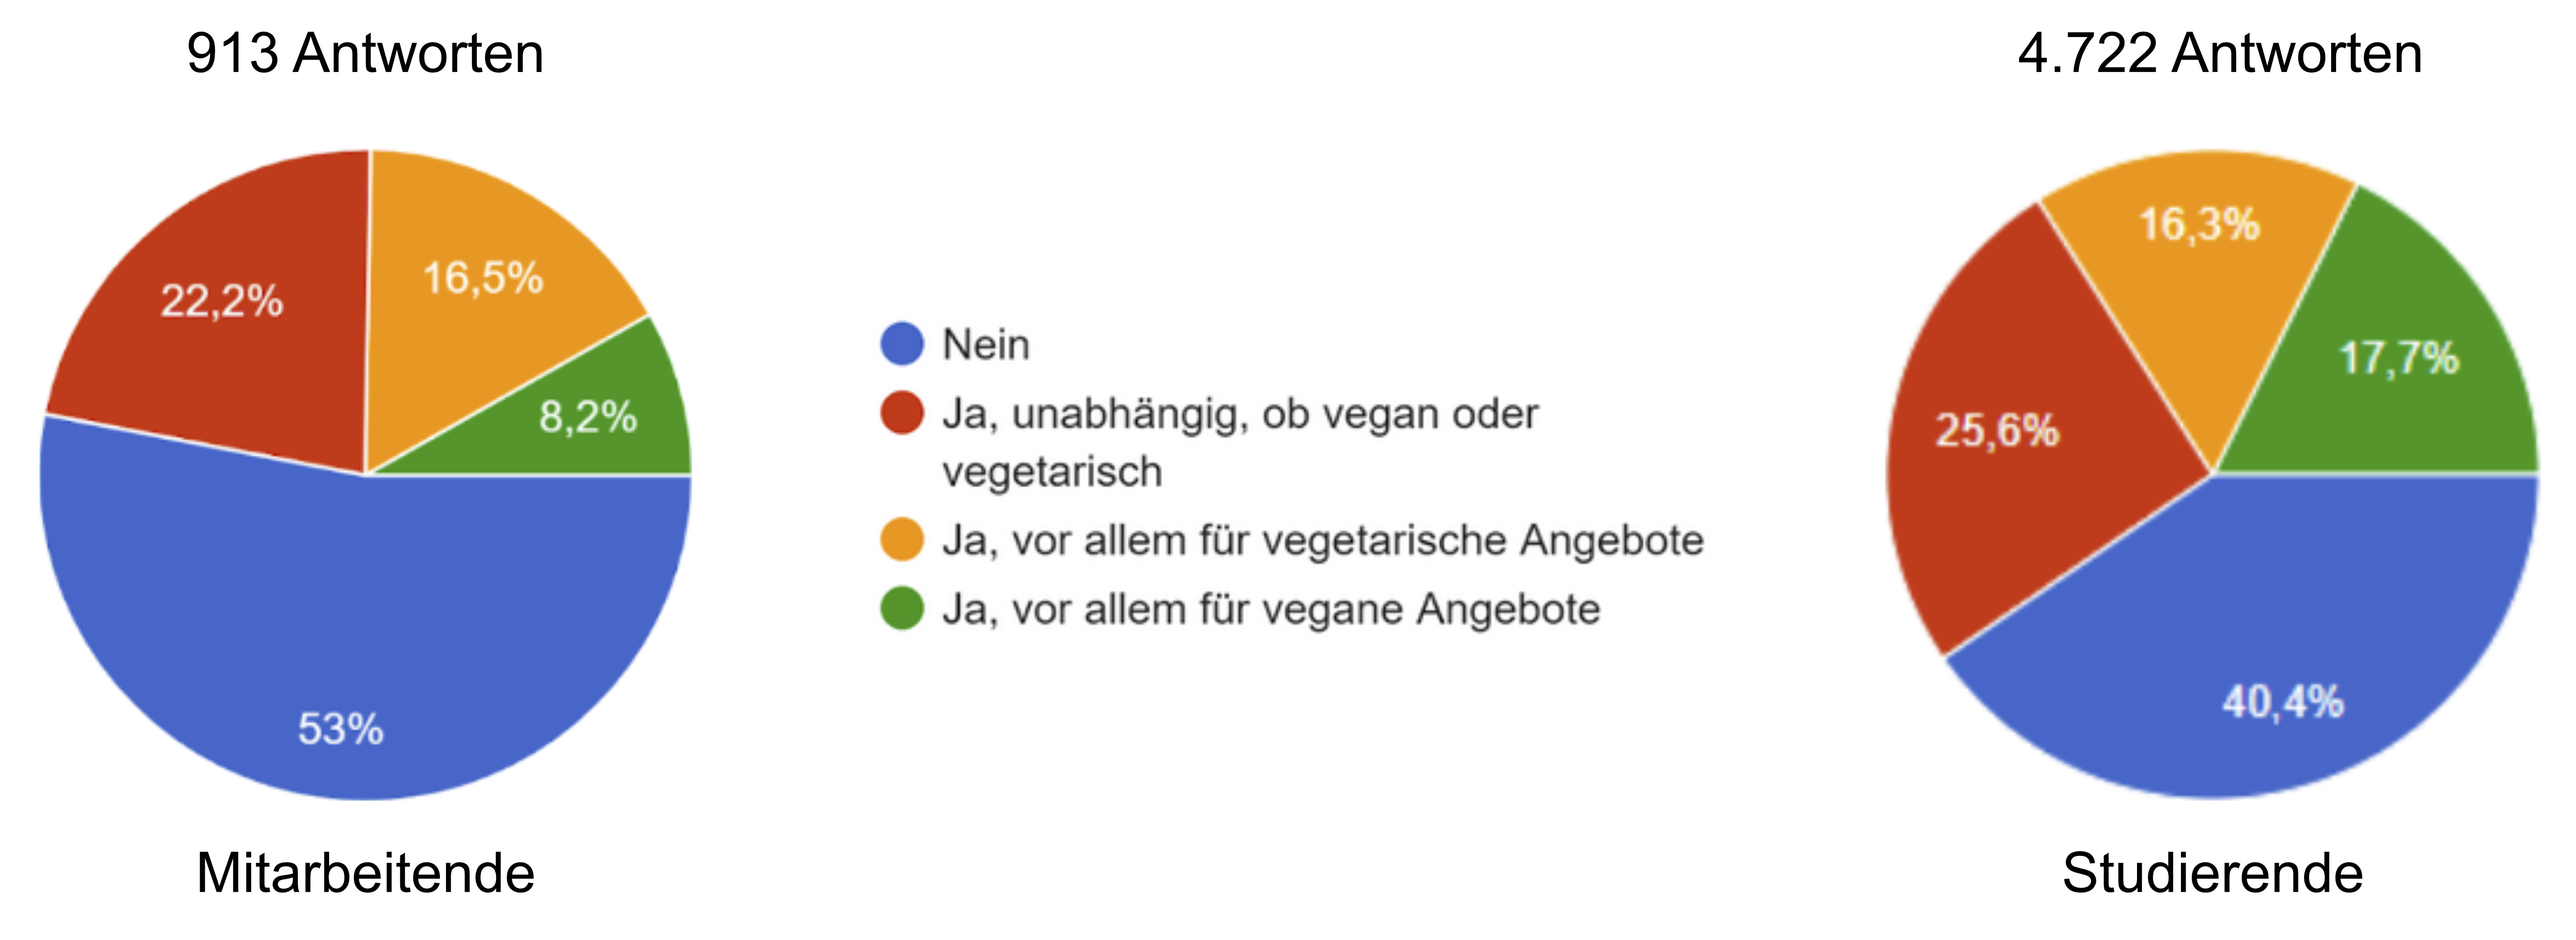 913 Antworten
22,2%
16,5%
8,2%
53%
Mitarbeitende
Nein
Ja, unabhängig, ob vegan oder
vegetarisch
Ja, vor allem für vegetarische Angebote
Ja, vor allem für vegane Angebote
4.722 Antworten
16,3%
17,7%
25,6%
40,4%
Studierende